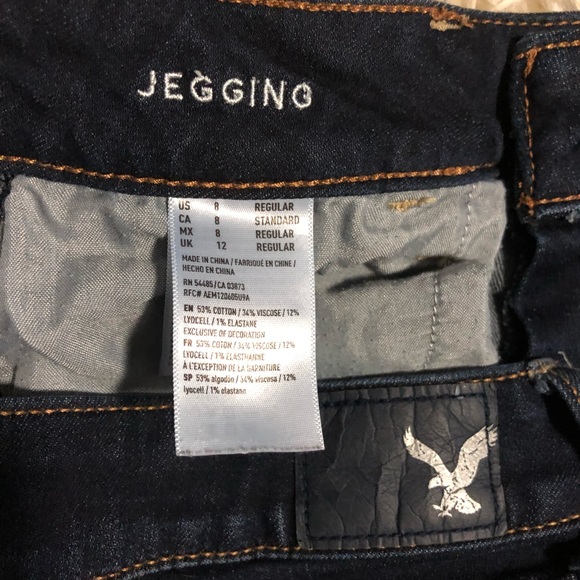 JEGGING
US 8 REGULAR
CA 8 STANDARD
MX 8 REGULAR
UK 12 REGULAR
MADE IN CHINA / FABRIQUÉ EN CHINE /
HECHO EN CHINA
RN 54485/CA 03873
RFC# AEM120605U9A
EN 53% COTTON / 34% VISCOSE / 12%
LYOCELL / 1% ELASTANE
EXCLUSIVE OF DECORATION
FR 53% COTON / 34% VISCOSE / 12%
LYOCELL / 1% ÉLASTHANNE
À L'EXCEPTION DE LA GARNITURE
SP 53% algodón / 34% viscosa / 12%
lyocell / 1% elastano